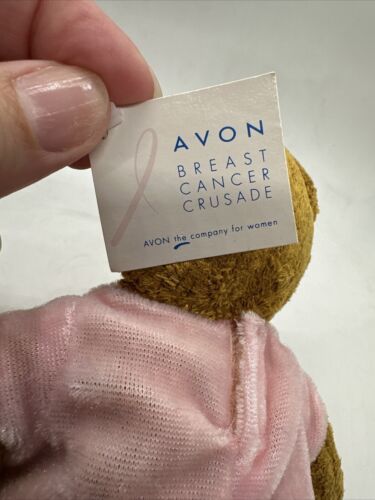 AVON
BREAST
CANCER
CRUSADE
AVON the company for women